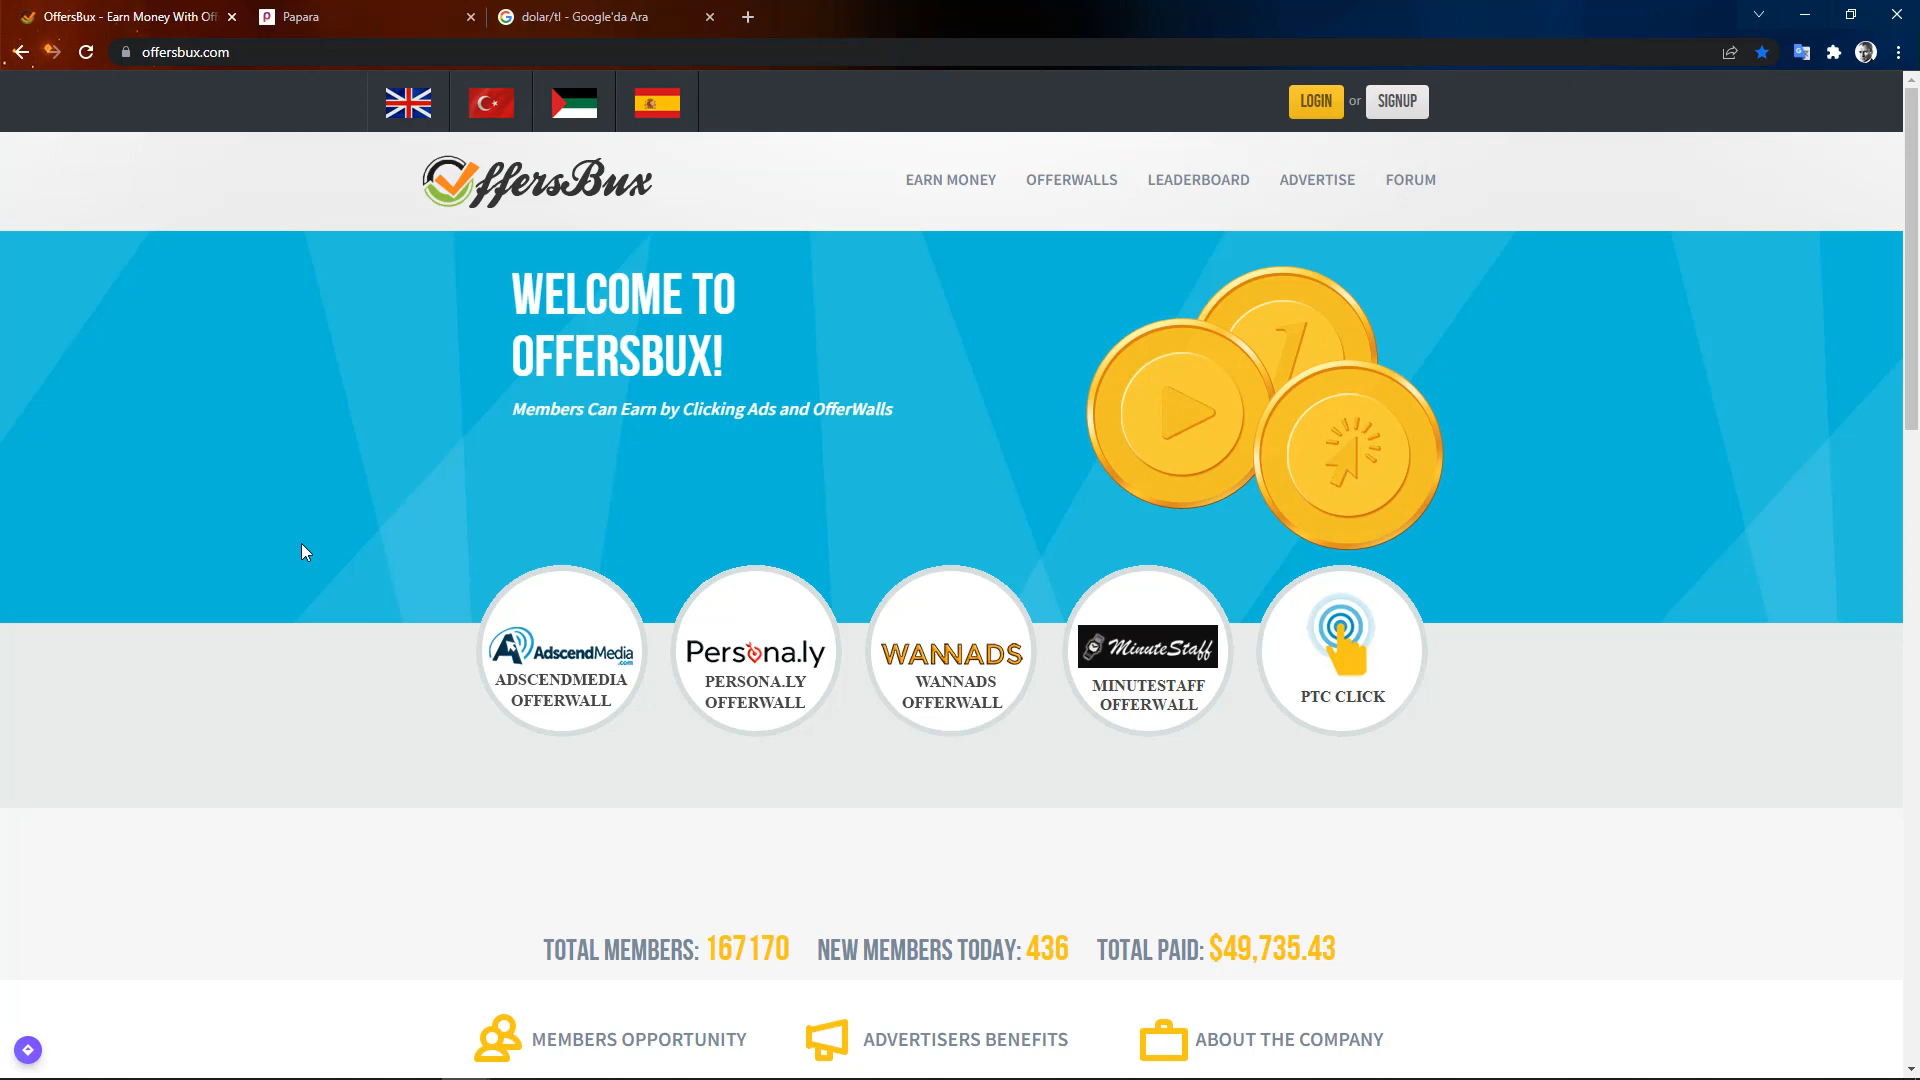 OffersBux - Earn Money With Off
Papara
dolar/tl - Google'da Ara
offersbux.com
LOGIN or SIGNUP
OffersBux
EARN MONEY OFFERWALLS LEADERBOARD ADVERTISE FORUM
WELCOME TO
OFFERSBUX!
Members Can Earn by Clicking Ads and OfferWalls
1
AdscendMedia
.com
ADSCENDMEDIA
OFFERWALL
Persona.ly
PERSONA.LY
OFFERWALL
WANNADS
WANNADS
OFFERWALL
MinuteStaff
MINUTESTAFF
OFFERWALL
PTC CLICK
TOTAL MEMBERS: 167170 NEW MEMBERS TODAY: 436 TOTAL PAID: $49,735.43
MEMBERS OPPORTUNITY ADVERTISERS BENEFITS ABOUT THE COMPANY